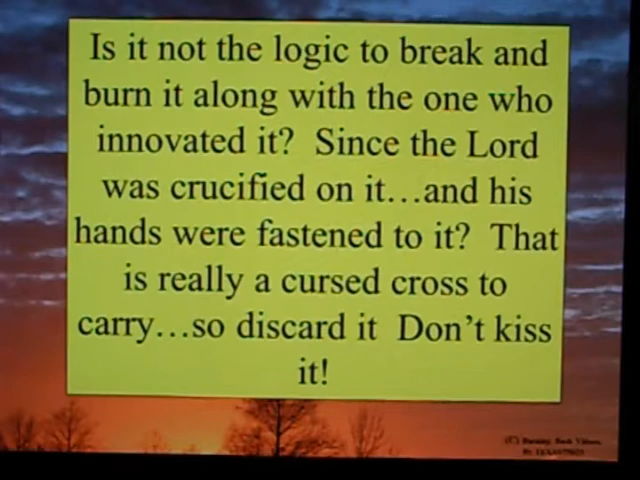 Is it not the logic to break and
burn it along with the one who
innovated it?  Since the Lord
was crucified on it…and his
hands were fastened to it?  That
is really a cursed cross to
carry…so discard it  Don't kiss
it!